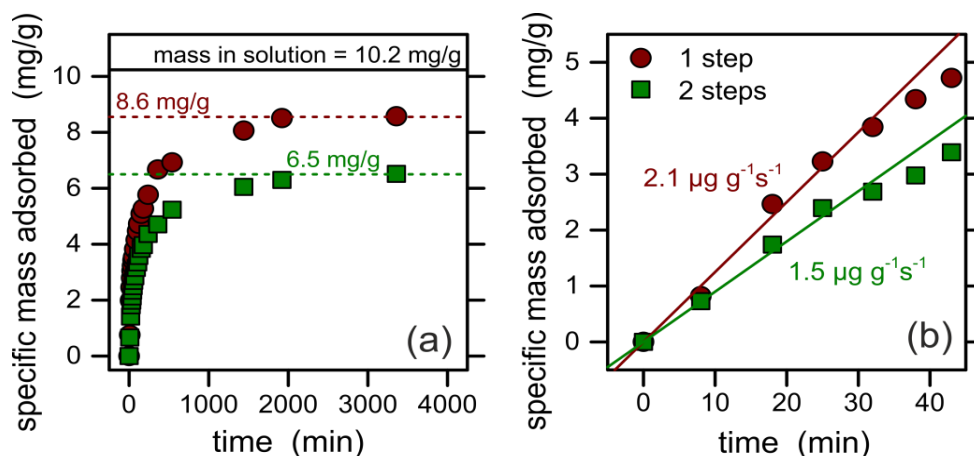 mass in solution = 10.2 mg/g
8.6 mg/g
6.5 mg/g
(a)
specific mass adsorbed (mg/g)
0
2
4
6
8
10
0
1000
2000
3000
4000
time (min)
1 step
2 steps
2.1 µg g⁻¹s⁻¹
1.5 µg g⁻¹s⁻¹
(b)
specific mass adsorbed (mg/g)
0
1
2
3
4
5
0
10
20
30
40
time (min)